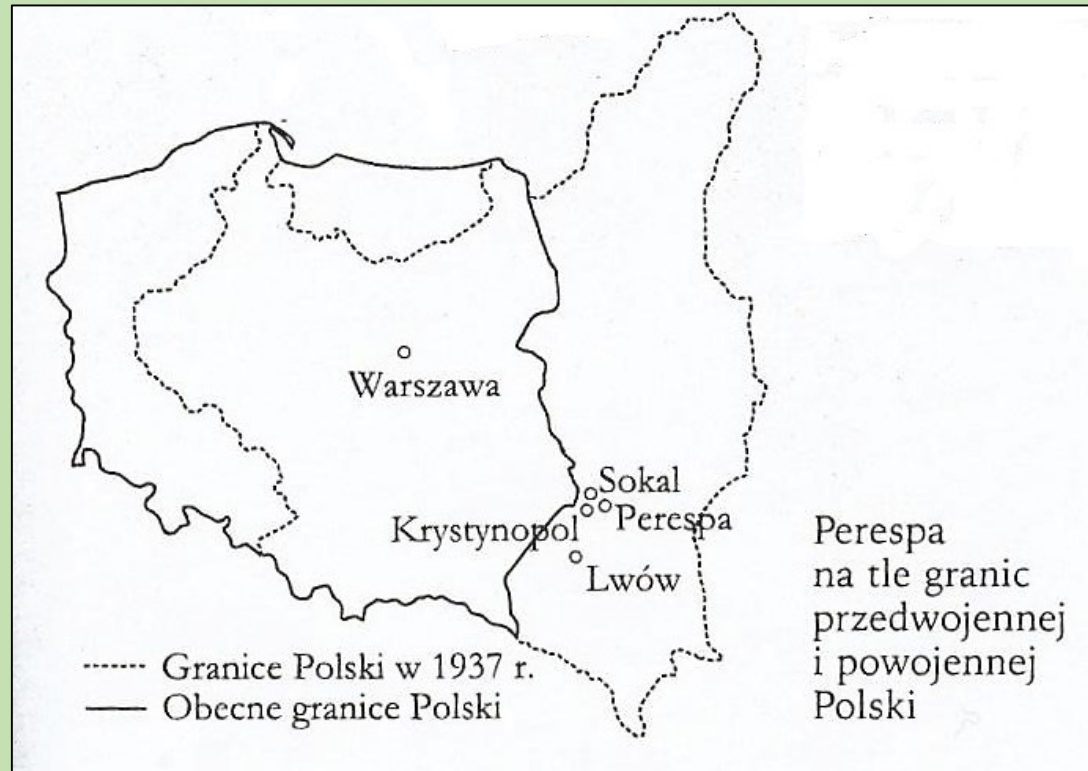 Warszawa
Sokal
Krystynopol
Perespa
Lwów
Perespa
na tle granic
przedwojennej
i powojennej
Polski
Granice Polski w 1937 r.
Obecne granice Polski